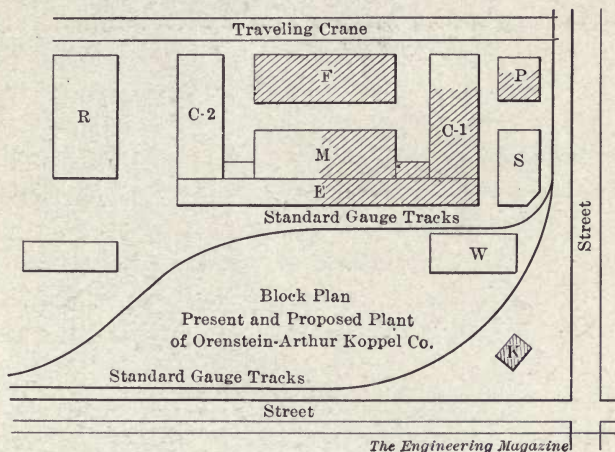 Traveling Crane
R
C-2
F
C-1
P
M
S
E
Standard Gauge Tracks
Street
W
Block Plan
Present and Proposed Plant
of Orenstein-Arthur Koppel Co.
K
Standard Gauge Tracks
Street
The Engineering Magazine